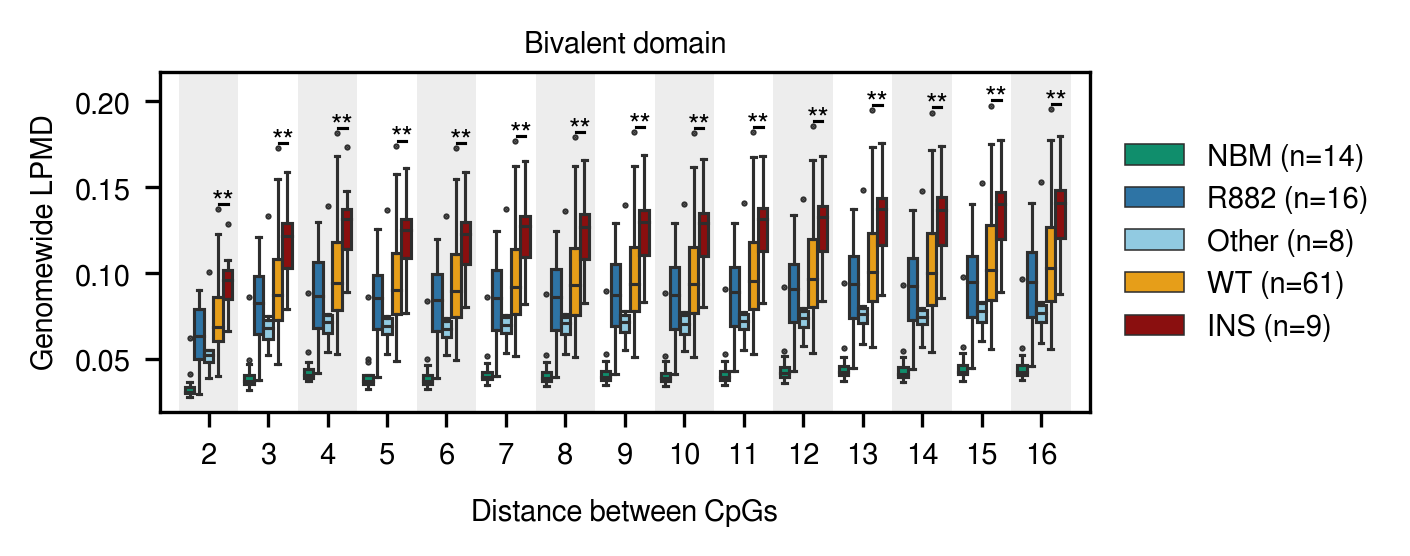 Bivalent domain
Genomewide LPMD
0.20
0.15
0.10
0.05
** ** ** ** ** ** ** ** ** ** ** ** ** ** **
2 3 4 5 6 7 8 9 10 11 12 13 14 15 16
Distance between CpGs
NBM (n=14)
R882 (n=16)
Other (n=8)
WT (n=61)
INS (n=9)